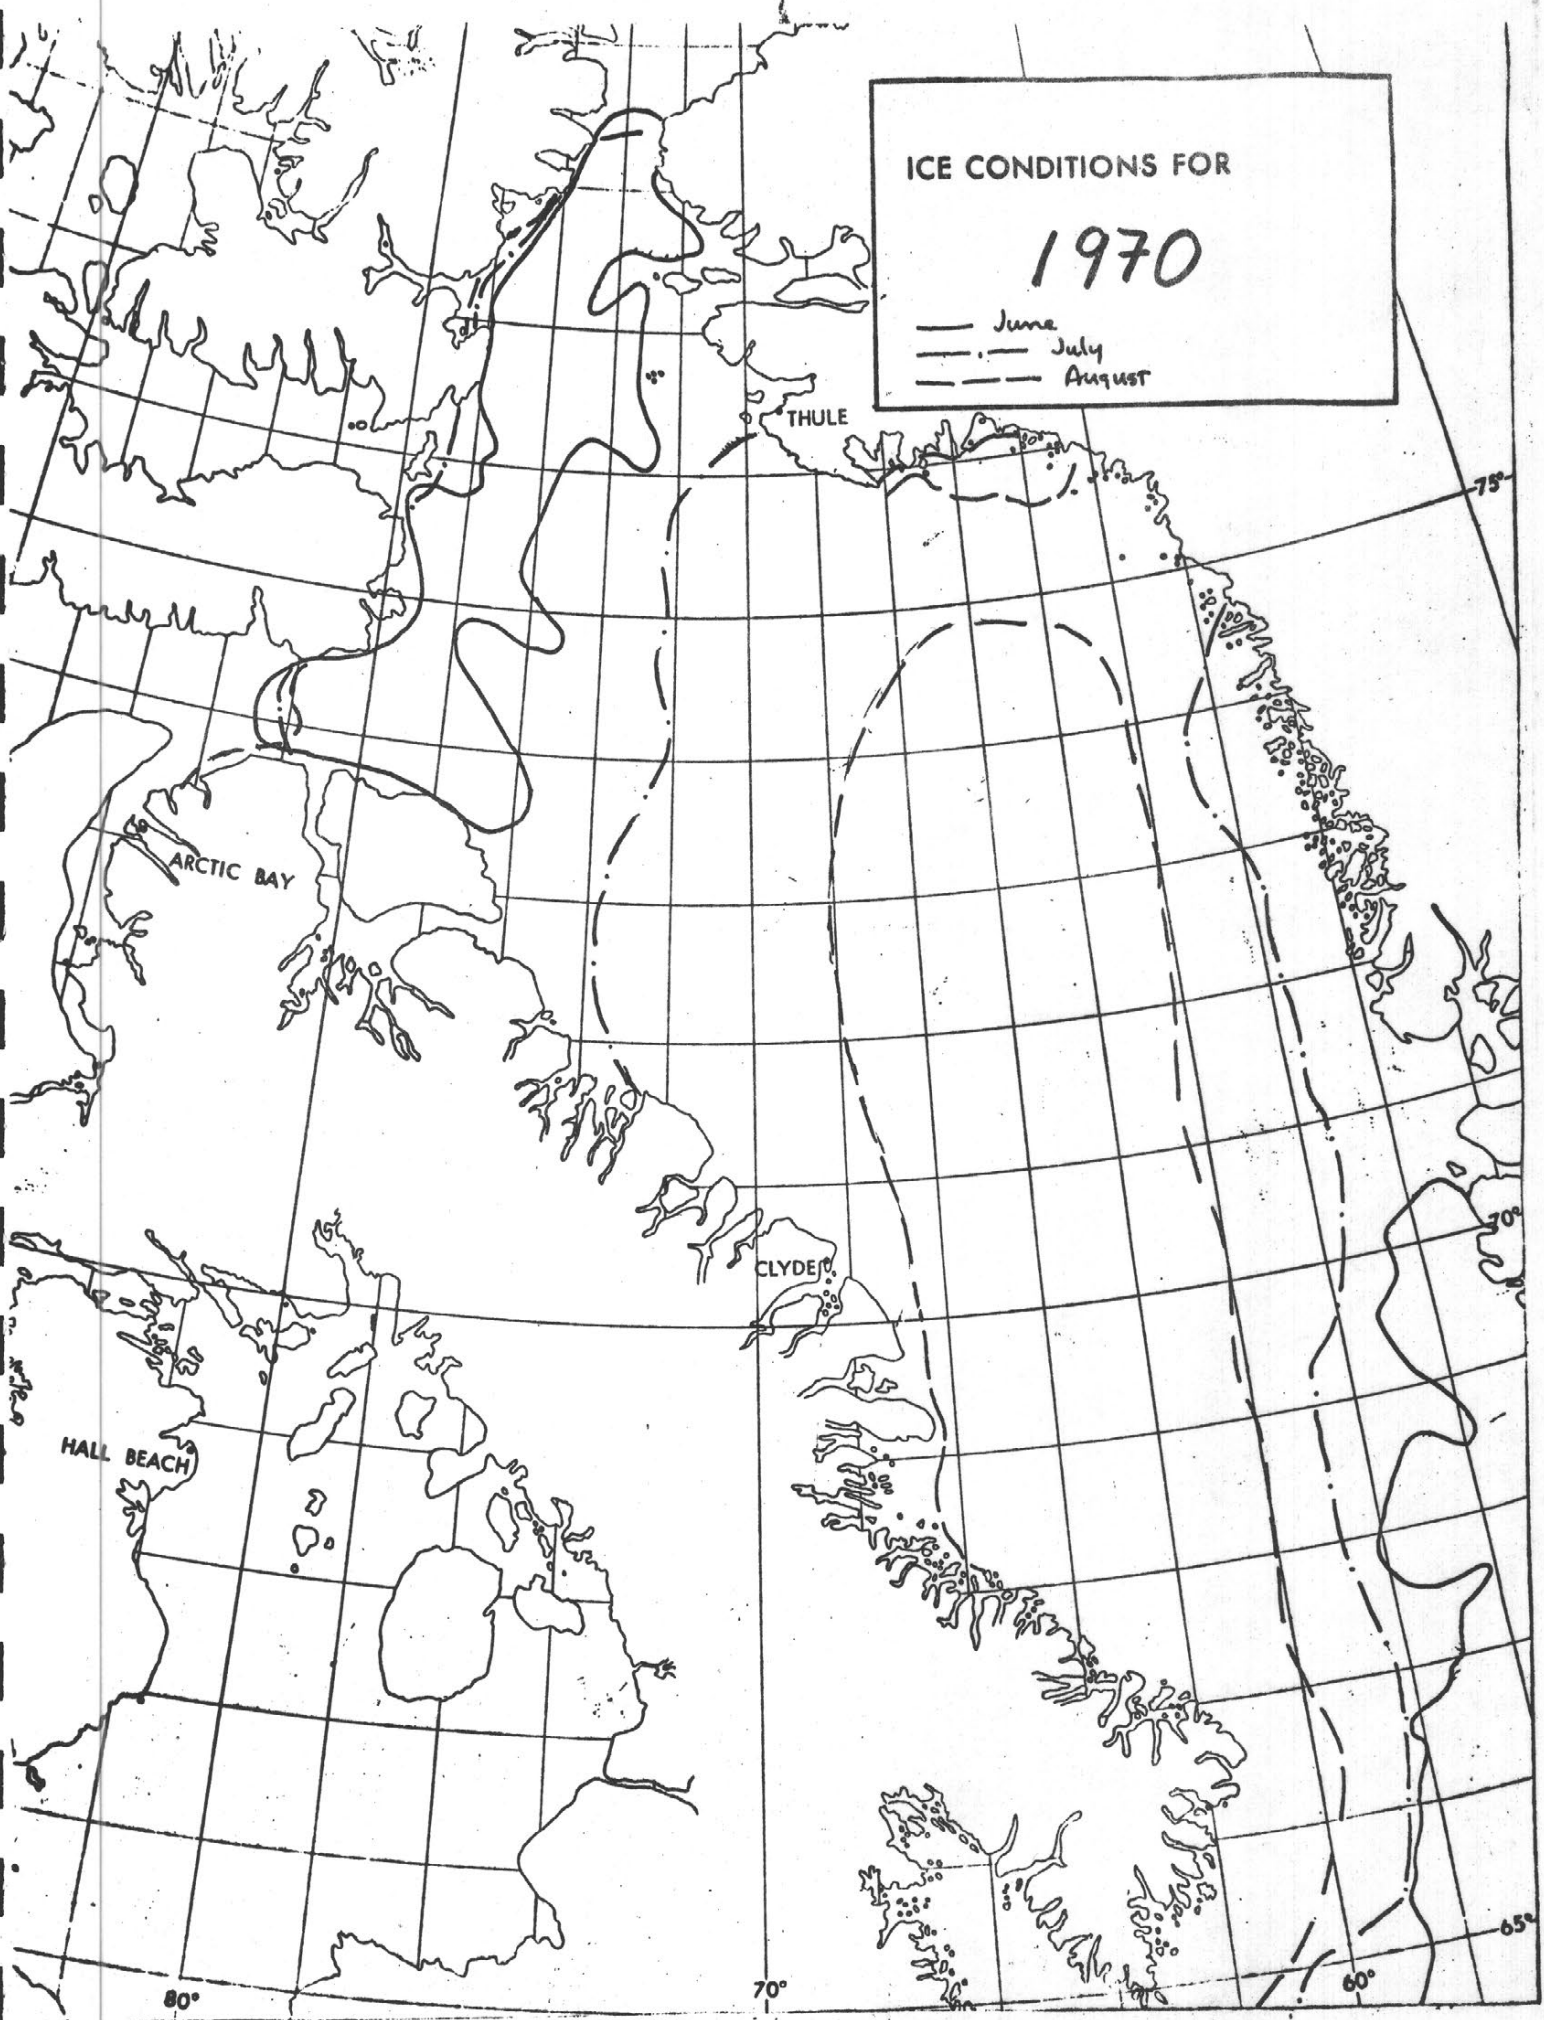 ICE CONDITIONS FOR
1970
June
July
August
THULE
75°
ARCTIC BAY
70°
CLYDE
HALL BEACH
65°
80°
70°
60°